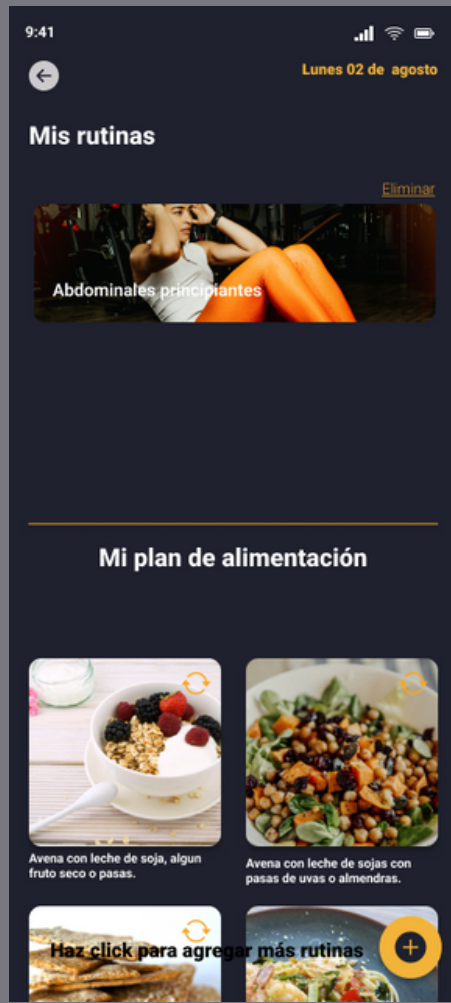 9:41
Lunes 02 de agosto
Mis rutinas
Eliminar
Abdominales principiantes
Mi plan de alimentación
Avena con leche de soja, algun
fruto seco o pasas.
Avena con leche de sojas con
pasas de uvas o almendras.
Haz click para agregar más rutinas